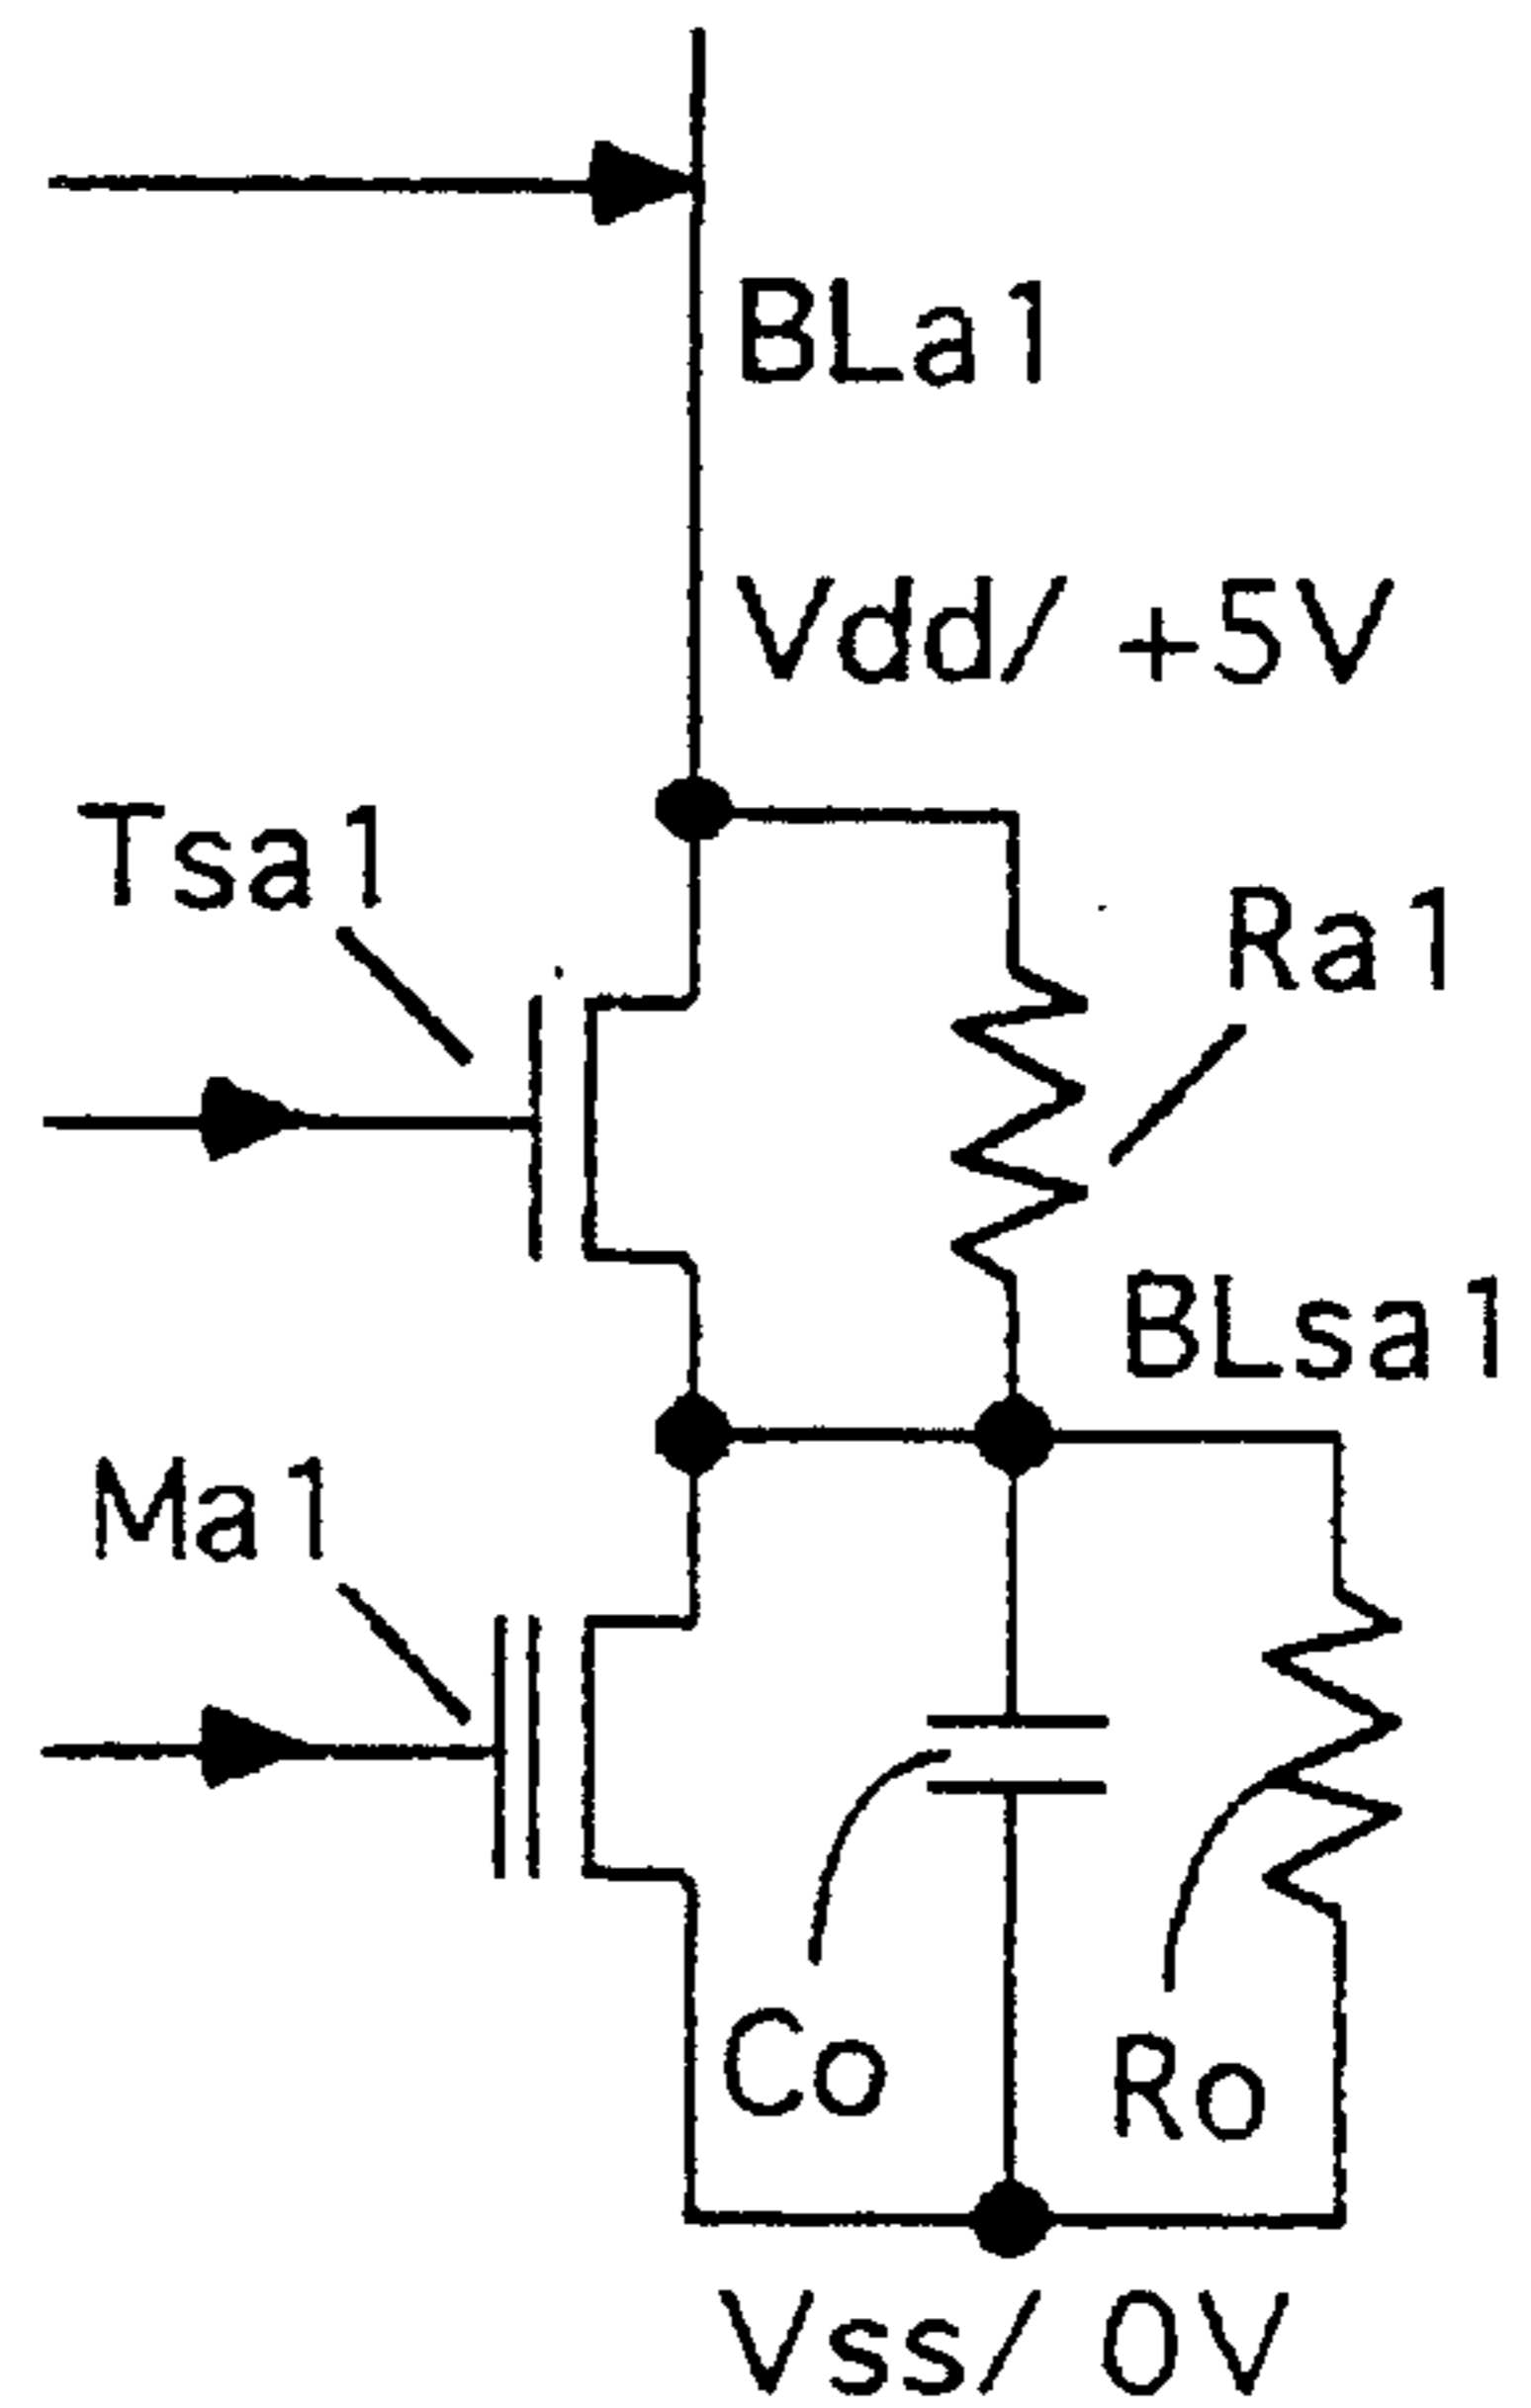 BLa1
Vdd/ +5V
Tsa1
Ra1
BLsa1
Ma1
Co
Ro
Vss/ 0V